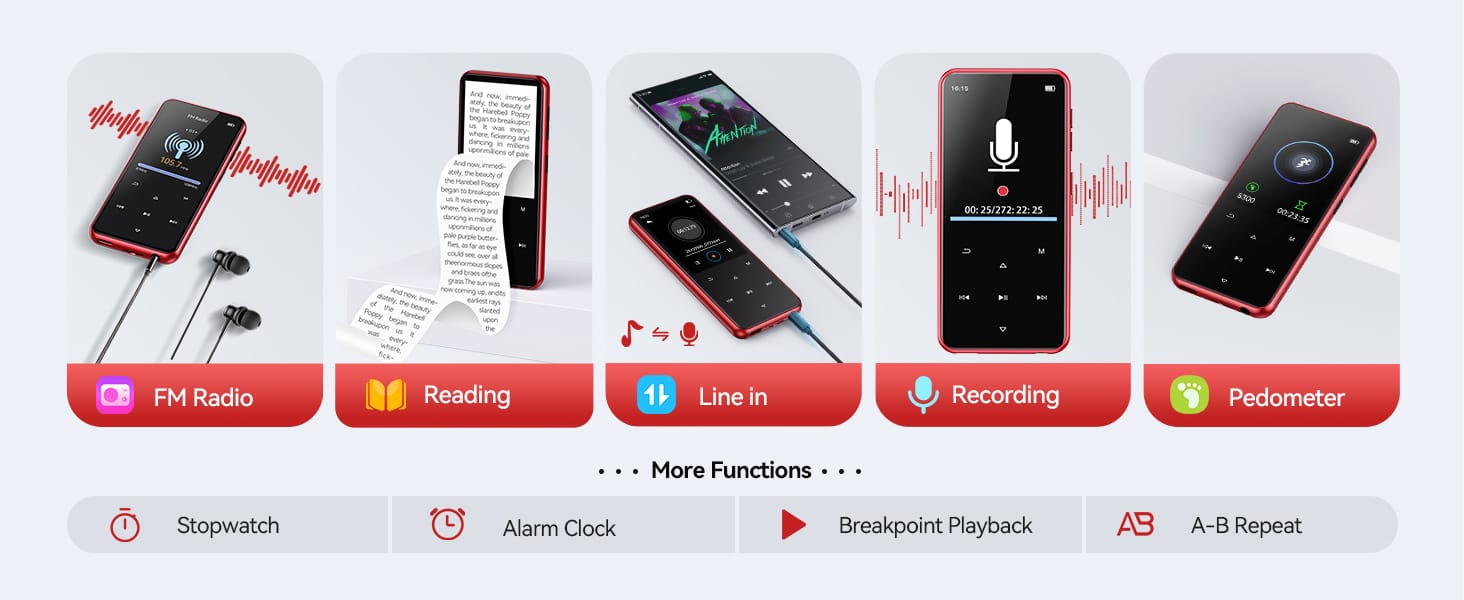 FM Radio
105.7
And now, immedi-
ately, the beauty of
the Harebell Poppy
began to breakupon
us. It was every-
where, fickering and
dancing in millions
uponmillions of pale
And now, immedi-
ately, the beauty of
the Harebell Poppy
began to breakupon
us. It was every-
where, fickering and
dancing in millions
uponmillions of
pale purple butter-
flies, as far as eye
could see, over all
theenormous slopes
and braes ofthe
grass.The sun was
now coming up, andits
earliest rays
slanted
upon
the
And now, imme-
diately, the beauty
of the Harebell
Poppy began to
breakupon us. It
was every-
where,
fick-
M
ATTENTION
Attention
16:15
00: 25/272: 22: 25
M
5300
00:23:35
M
FM Radio
Reading
Line in
Recording
Pedometer
• • • More Functions • • •
Stopwatch
Alarm Clock
Breakpoint Playback
AB
A-B Repeat